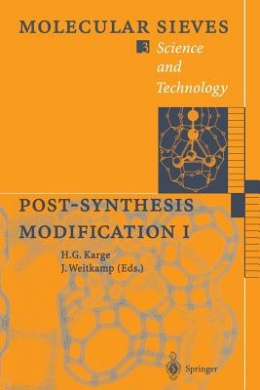 MOLECULAR SIEVES
3 Science and
Technology
POST-SYNTHESIS
MODIFICATION I
H.G. Karge
J. Weitkamp (Eds.)
Springer